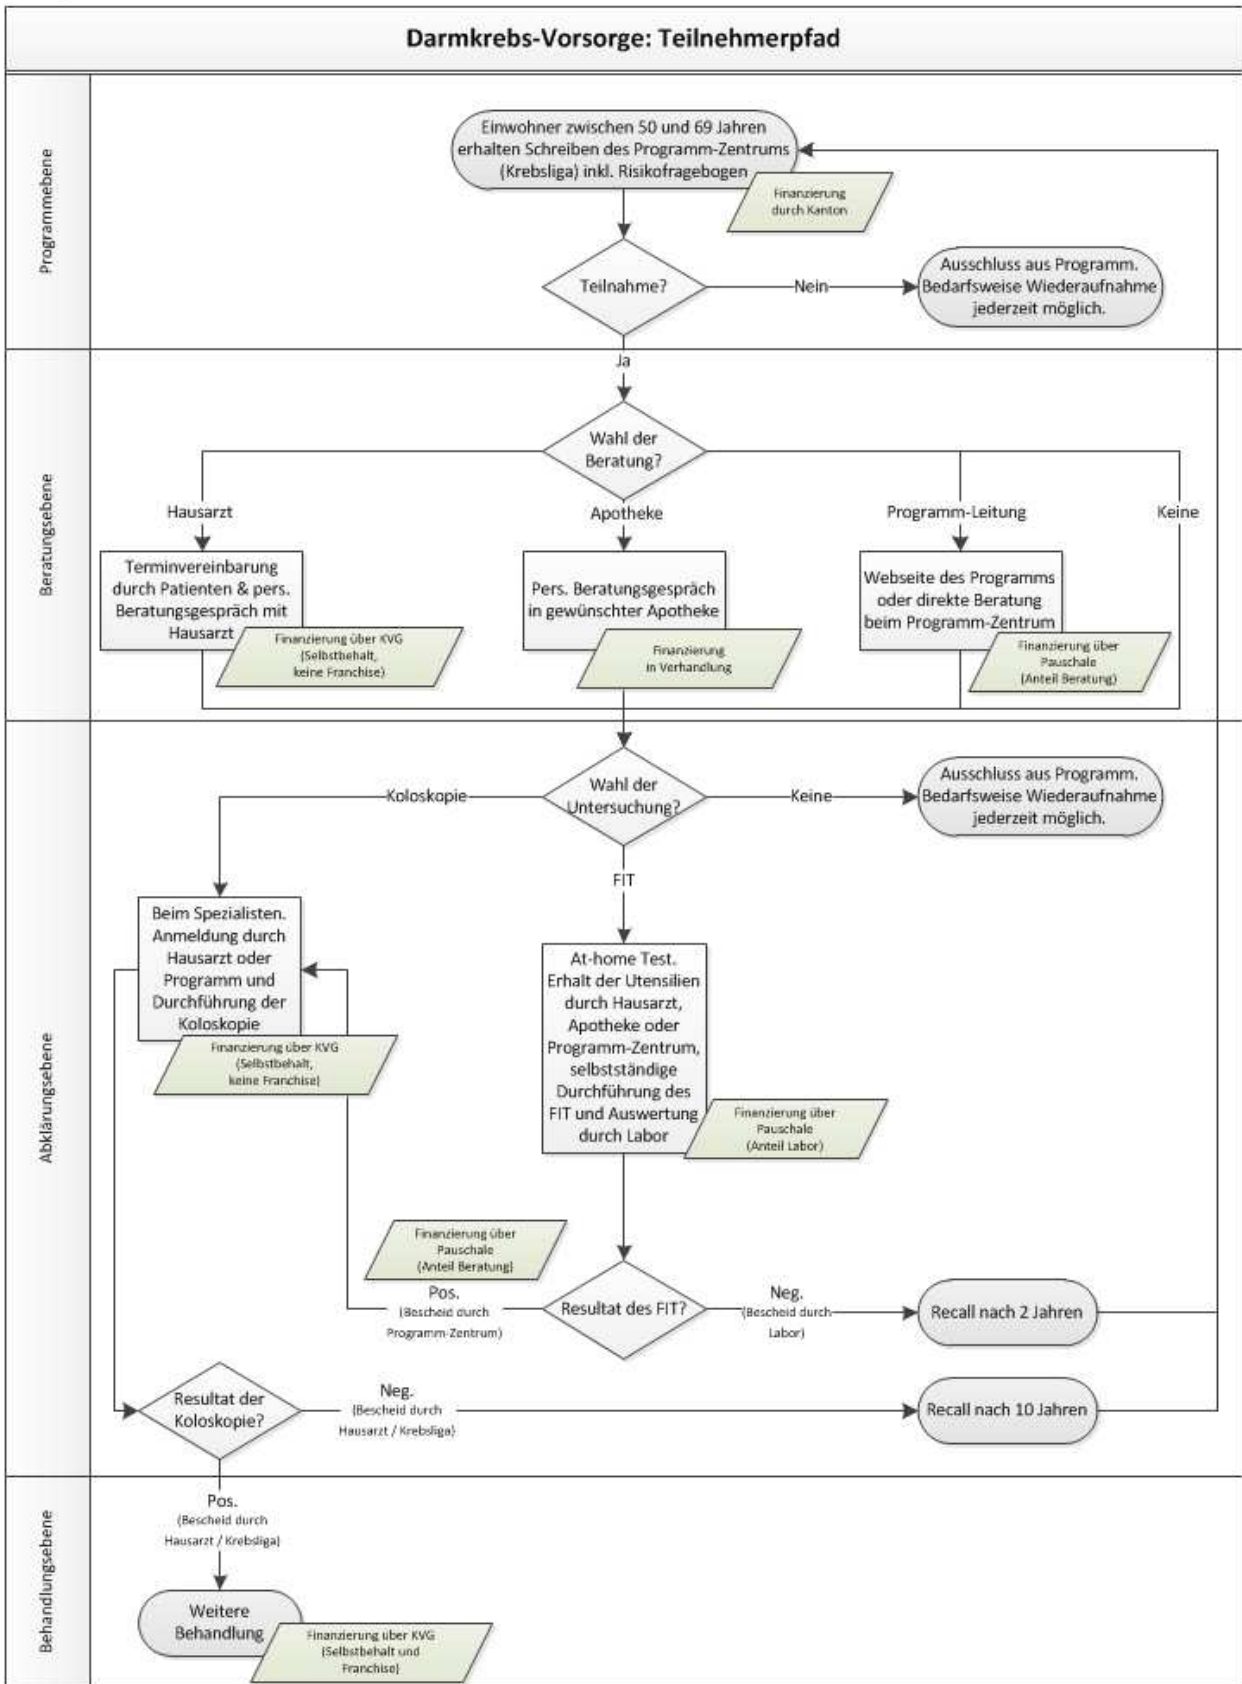 Darmkrebs-Vorsorge: Teilnehmerpfad
Programmebene
Einwohner zwischen 50 und 69 Jahren
erhalten Schreiben des Programm-Zentrums
(Krebsliga) inkl. Risikofragebogen
Finanzierung
durch Kanton
Teilnahme?
Nein
Ausschluss aus Programm.
Bedarfsweise Wiederaufnahme
jederzeit möglich.
Ja
Beratungsebene
Wahl der
Beratung?
Hausarzt
Apotheke
Programm-Leitung
Keine
Terminvereinbarung
durch Patienten & pers.
Beratungsgespräch mit
Hausarzt
Finanzierung über KVG
(Selbstbehalt,
keine Franchise)
Pers. Beratungsgespräch
in gewünschter Apotheke
Finanzierung
in Verhandlung
Webseite des Programms
oder direkte Beratung
beim Programm-Zentrum
Finanzierung über
Pauschale
(Anteil Beratung)
Abklärungsebene
Wahl der
Untersuchung?
Koloskopie
Keine
Ausschluss aus Programm.
Bedarfsweise Wiederaufnahme
jederzeit möglich.
FIT
Beim Spezialisten.
Anmeldung durch
Hausarzt oder
Programm und
Durchführung der
Koloskopie
Finanzierung über KVG
(Selbstbehalt,
keine Franchise)
At-home Test.
Erhalt der Utensilien
durch Hausarzt,
Apotheke oder
Programm-Zentrum,
selbstständige
Durchführung des
FIT und Auswertung
durch Labor
Finanzierung über
Pauschale
(Anteil Labor)
Finanzierung über
Pauschale
(Anteil Beratung)
Pos.
(Bescheid durch
Programm-Zentrum)
Resultat des FIT?
Neg.
(Bescheid durch
Labor)
Recall nach 2 Jahren
Resultat der
Koloskopie?
Neg.
(Bescheid durch
Hausarzt / Krebsliga)
Recall nach 10 Jahren
Behandlungsebene
Pos.
(Bescheid durch
Hausarzt / Krebsliga)
Weitere
Behandlung
Finanzierung über KVG
(Selbstbehalt und
Franchise)